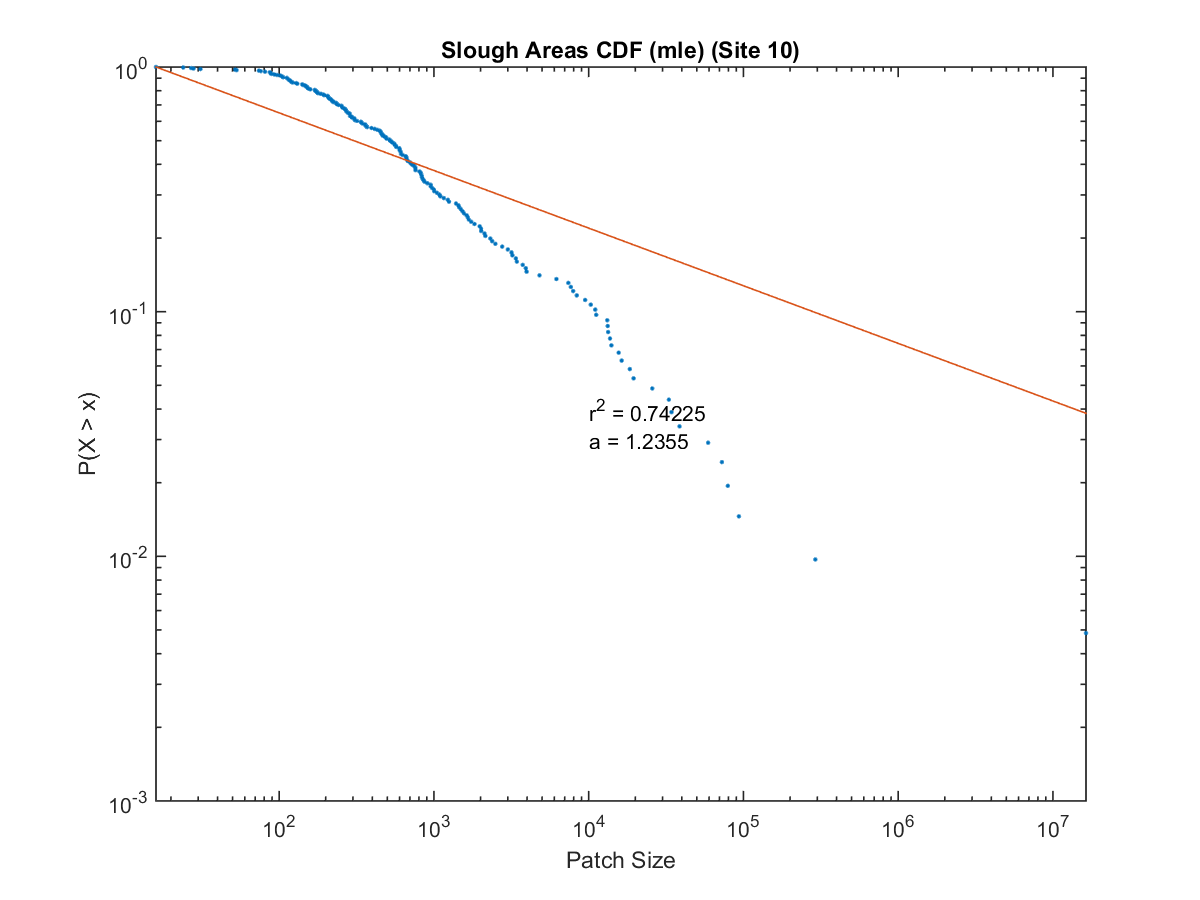 Slough Areas CDF (mle) (Site 10)
10^0
10^-1
10^-2
10^-3
P(X > x)
r^2 = 0.74225
a = 1.2355
10^2 10^3 10^4 10^5 10^6 10^7
Patch Size